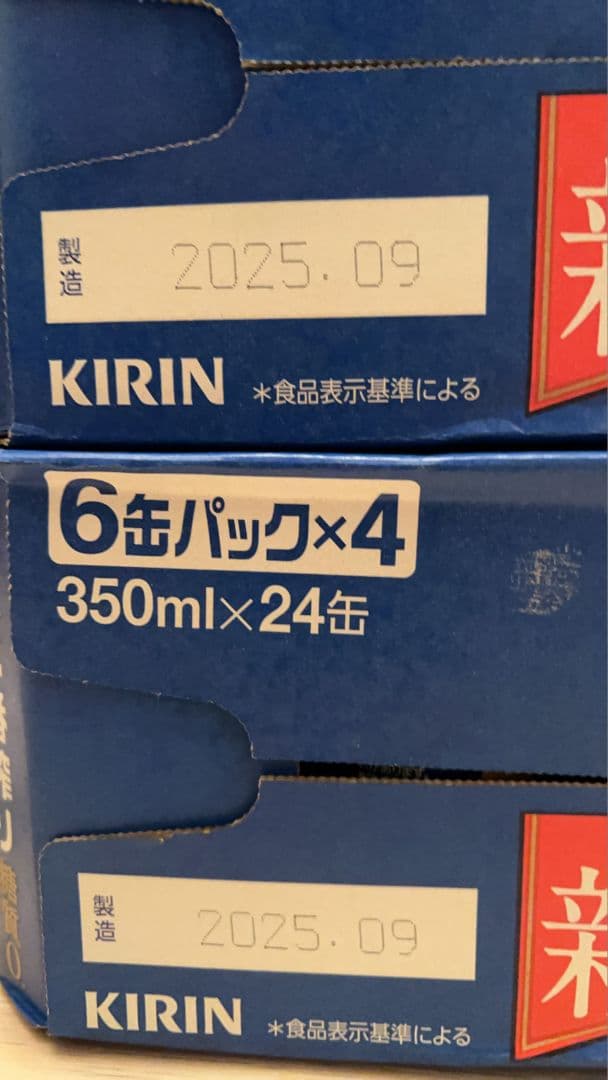 製造
2025.09
KIRIN
*食品表示基準による
6缶パック×4
350ml×24缶
製造
2025.09
新
KIRIN
*食品表示基準による